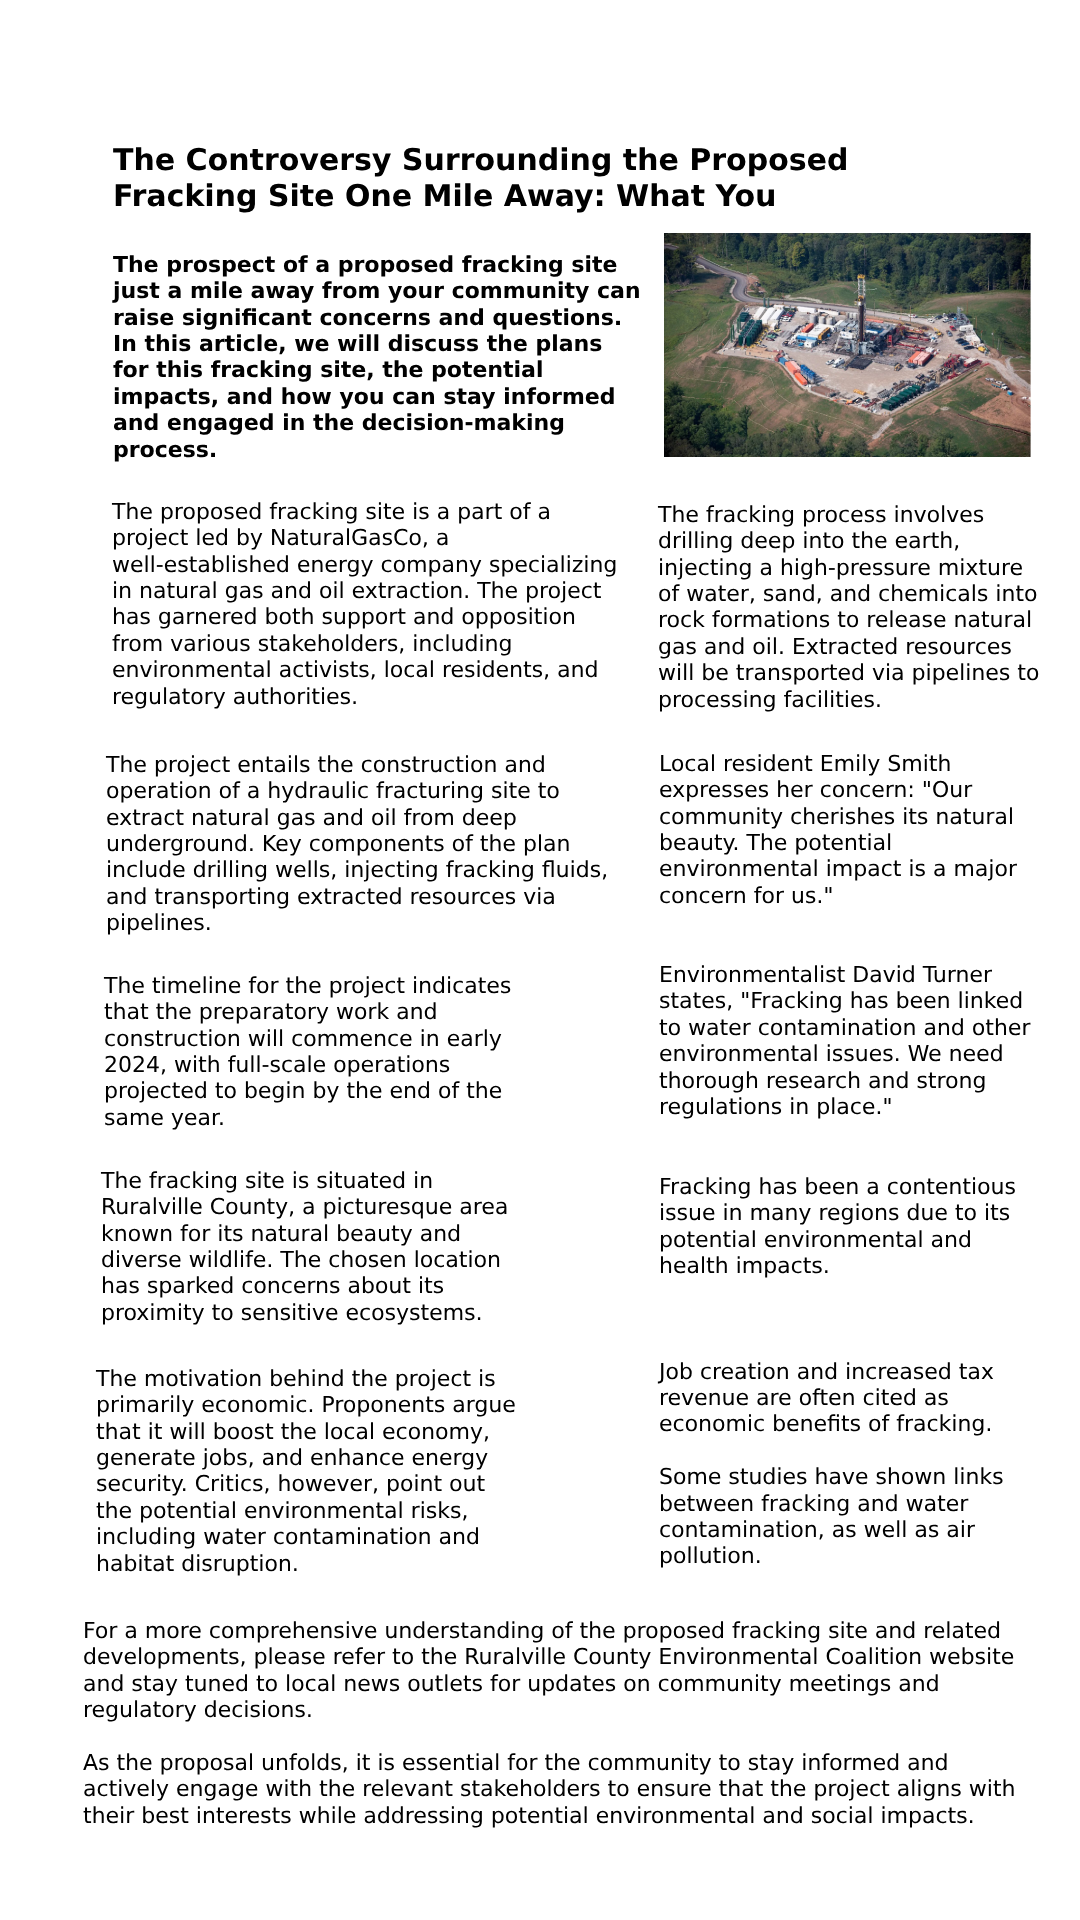 The Controversy Surrounding the Proposed
Fracking Site One Mile Away: What You
The prospect of a proposed fracking site
just a mile away from your community can
raise significant concerns and questions.
In this article, we will discuss the plans
for this fracking site, the potential
impacts, and how you can stay informed
and engaged in the decision-making
process.
The proposed fracking site is a part of a
project led by NaturalGasCo, a
well-established energy company specializing
in natural gas and oil extraction. The project
has garnered both support and opposition
from various stakeholders, including
environmental activists, local residents, and
regulatory authorities.
The project entails the construction and
operation of a hydraulic fracturing site to
extract natural gas and oil from deep
underground. Key components of the plan
include drilling wells, injecting fracking fluids,
and transporting extracted resources via
pipelines.
The timeline for the project indicates
that the preparatory work and
construction will commence in early
2024, with full-scale operations
projected to begin by the end of the
same year.
The fracking site is situated in
Ruralville County, a picturesque area
known for its natural beauty and
diverse wildlife. The chosen location
has sparked concerns about its
proximity to sensitive ecosystems.
The motivation behind the project is
primarily economic. Proponents argue
that it will boost the local economy,
generate jobs, and enhance energy
security. Critics, however, point out
the potential environmental risks,
including water contamination and
habitat disruption.
The fracking process involves
drilling deep into the earth,
injecting a high-pressure mixture
of water, sand, and chemicals into
rock formations to release natural
gas and oil. Extracted resources
will be transported via pipelines to
processing facilities.
Local resident Emily Smith
expresses her concern: "Our
community cherishes its natural
beauty. The potential
environmental impact is a major
concern for us."
Environmentalist David Turner
states, "Fracking has been linked
to water contamination and other
environmental issues. We need
thorough research and strong
regulations in place."
Fracking has been a contentious
issue in many regions due to its
potential environmental and
health impacts.
Job creation and increased tax
revenue are often cited as
economic benefits of fracking.
Some studies have shown links
between fracking and water
contamination, as well as air
pollution.
For a more comprehensive understanding of the proposed fracking site and related
developments, please refer to the Ruralville County Environmental Coalition website
and stay tuned to local news outlets for updates on community meetings and
regulatory decisions.
As the proposal unfolds, it is essential for the community to stay informed and
actively engage with the relevant stakeholders to ensure that the project aligns with
their best interests while addressing potential environmental and social impacts.